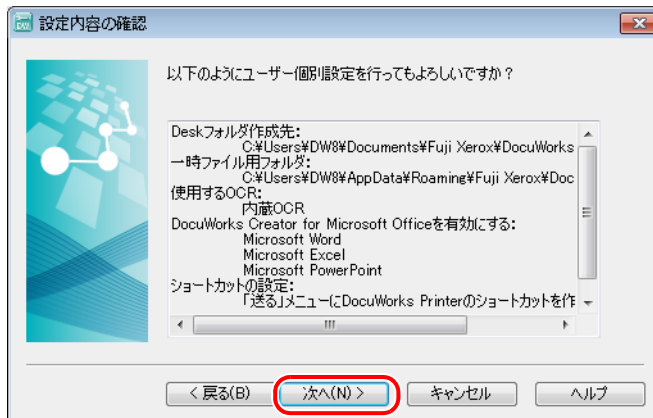 DW 設定内容の確認
以下のようにユーザー個別設定を行ってもよろしいですか？
Deskフォルダ作成先:
C:¥Users¥DW8¥Documents¥Fuji Xerox¥DocuWorks
一時ファイル用フォルダ:
C:¥Users¥DW8¥AppData¥Roaming¥Fuji Xerox¥Doc
使用するOCR:
内蔵OCR
DocuWorks Creator for Microsoft Officeを有効にする:
Microsoft Word
Microsoft Excel
Microsoft PowerPoint
ショートカットの設定:
「送る」メニューにDocuWorks Printerのショートカットを作
< 戻る(B) 次へ(N) > キャンセル ヘルプ